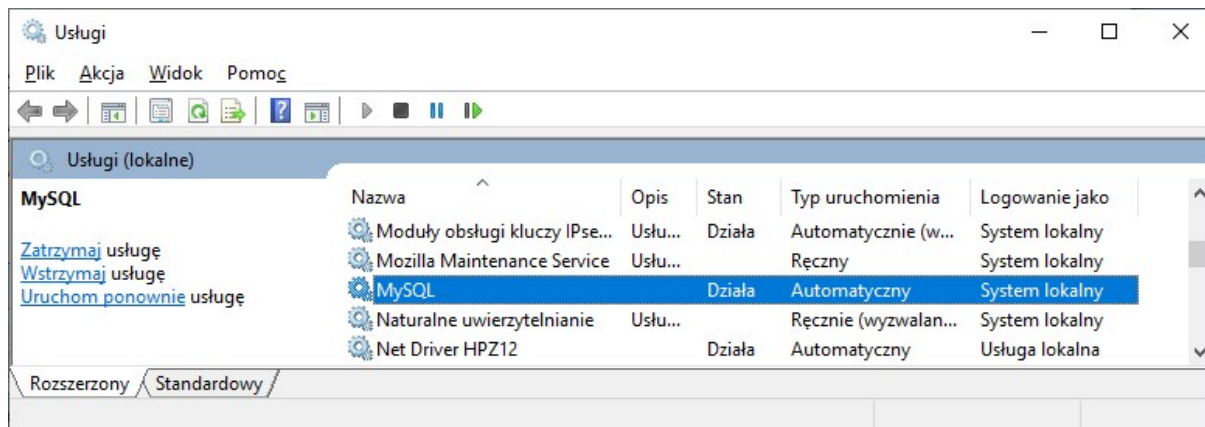 Usługi
Plik Akcja Widok Pomoc
Usługi (lokalne)
MySQL
Zatrzymaj usługę
Wstrzymaj usługę
Uruchom ponownie usługę
Nazwa Opis Stan Typ uruchomienia Logowanie jako
Moduły obsługi kluczy IPse... Usłu... Działa Automatycznie (w... System lokalny
Mozilla Maintenance Service Usłu... Ręczny System lokalny
MySQL Działa Automatyczny System lokalny
Naturalne uwierzytelnianie Usłu... Ręcznie (wyzwalan... System lokalny
Net Driver HPZ12 Działa Automatyczny Usługa lokalna
Rozszerzony Standardowy